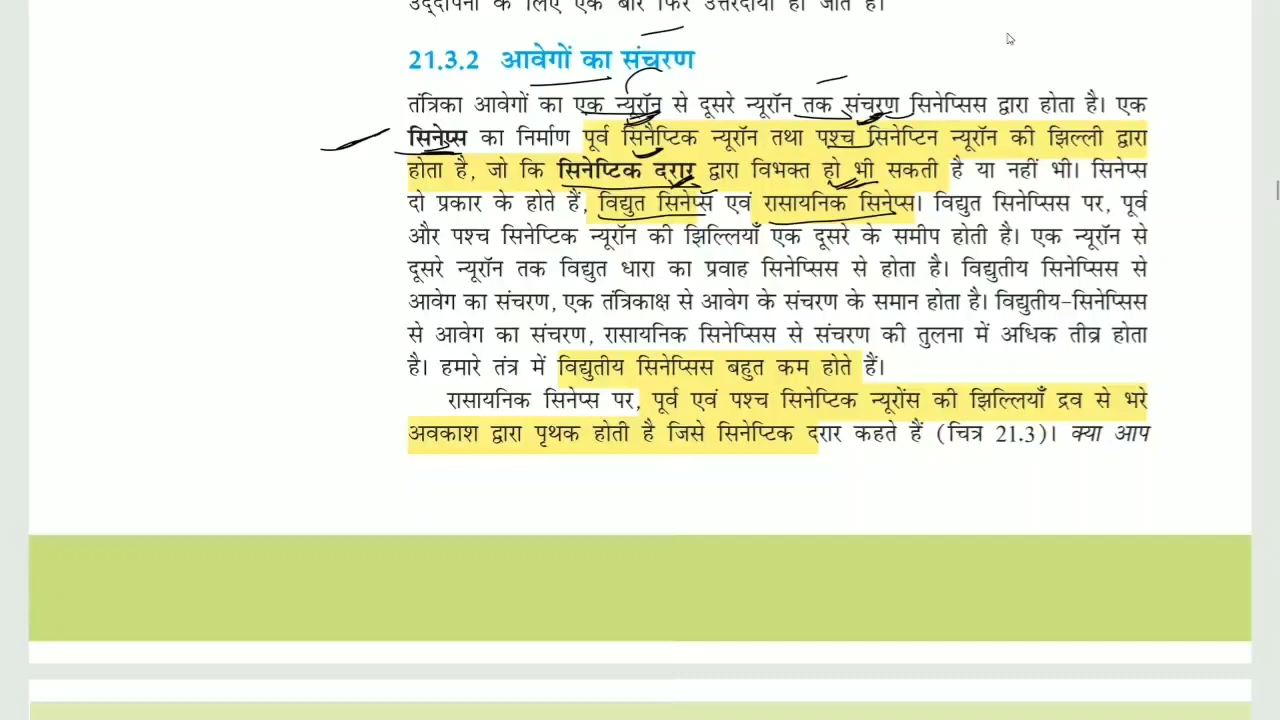 उद्दीपनों के लिए एक बार फिर उत्तरदायी हो जाते हैं।
21.3.2 आवेगों का संचरण
तंत्रिका आवेगों का एक न्यूरॉन से दूसरे न्यूरॉन तक संचरण सिनेप्सिस द्वारा होता है। एक
सिनेप्स का निर्माण पूर्व सिनैप्टिक न्यूरॉन तथा पश्च सिनेप्टिन न्यूरॉन की झिल्ली द्वारा
होता है, जो कि सिनेप्टिक दरार द्वारा विभक्त हो भी सकती है या नहीं भी। सिनेप्स
दो प्रकार के होते हैं, विद्युत सिनेप्स एवं रासायनिक सिनेप्स। विद्युत सिनेप्सिस पर, पूर्व
और पश्च सिनेप्टिक न्यूरॉन की झिल्लियाँ एक दूसरे के समीप होती है। एक न्यूरॉन से
दूसरे न्यूरॉन तक विद्युत धारा का प्रवाह सिनेप्सिस से होता है। विद्युतीय सिनेप्सिस से
आवेग का संचरण, एक तंत्रिकाक्ष से आवेग के संचरण के समान होता है। विद्युतीय-सिनेप्सिस
से आवेग का संचरण, रासायनिक सिनेप्सिस से संचरण की तुलना में अधिक तीव्र होता
है। हमारे तंत्र में विद्युतीय सिनेप्सिस बहुत कम होते हैं।
रासायनिक सिनेप्स पर, पूर्व एवं पश्च सिनेप्टिक न्यूरोंस की झिल्लियाँ द्रव से भरे
अवकाश द्वारा पृथक होती है जिसे सिनेप्टिक दरार कहते हैं (चित्र 21.3)। क्या आप